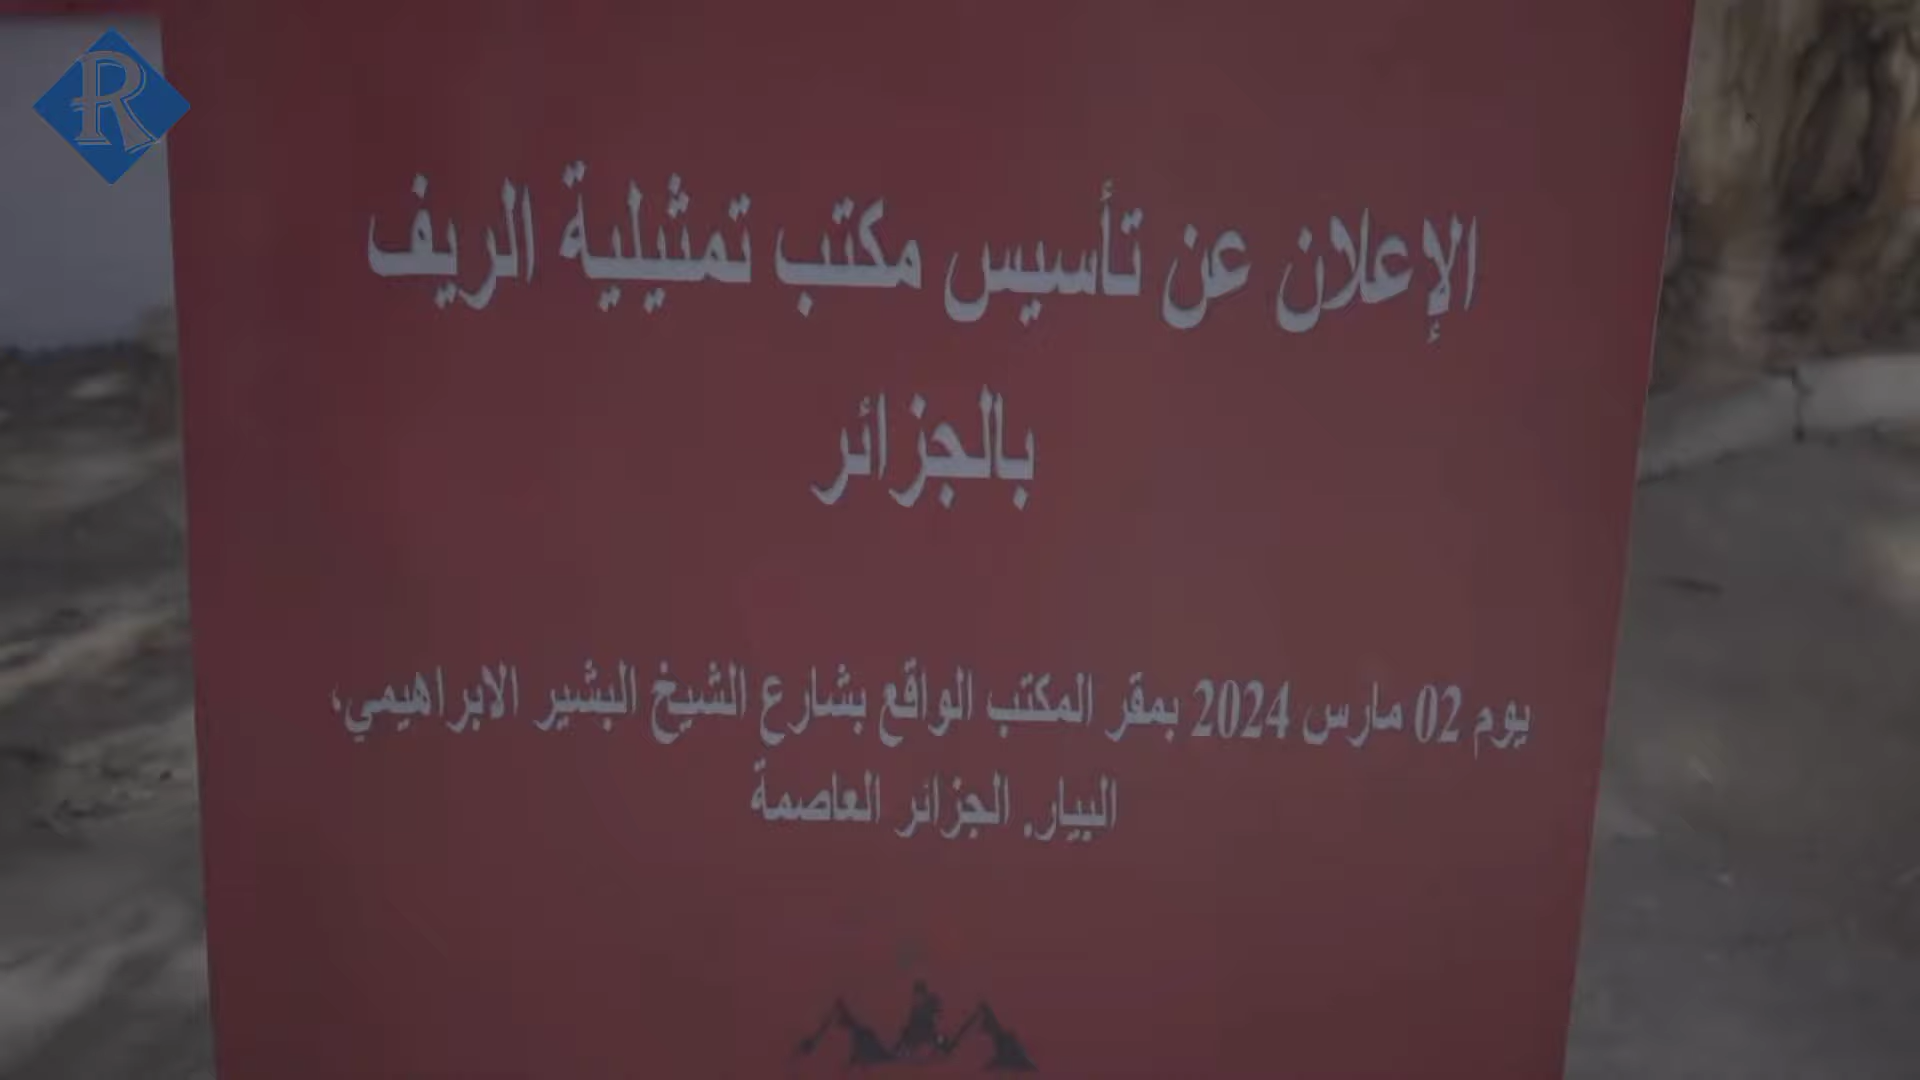 R
الإعلان عن تأسيس مكتب تمثيلية الريف
بالجزائر
يوم 02 مارس 2024 بمقر المكتب الواقع بشارع الشيخ البشير الابراهيمي،
البيار. الجزائر العاصمة